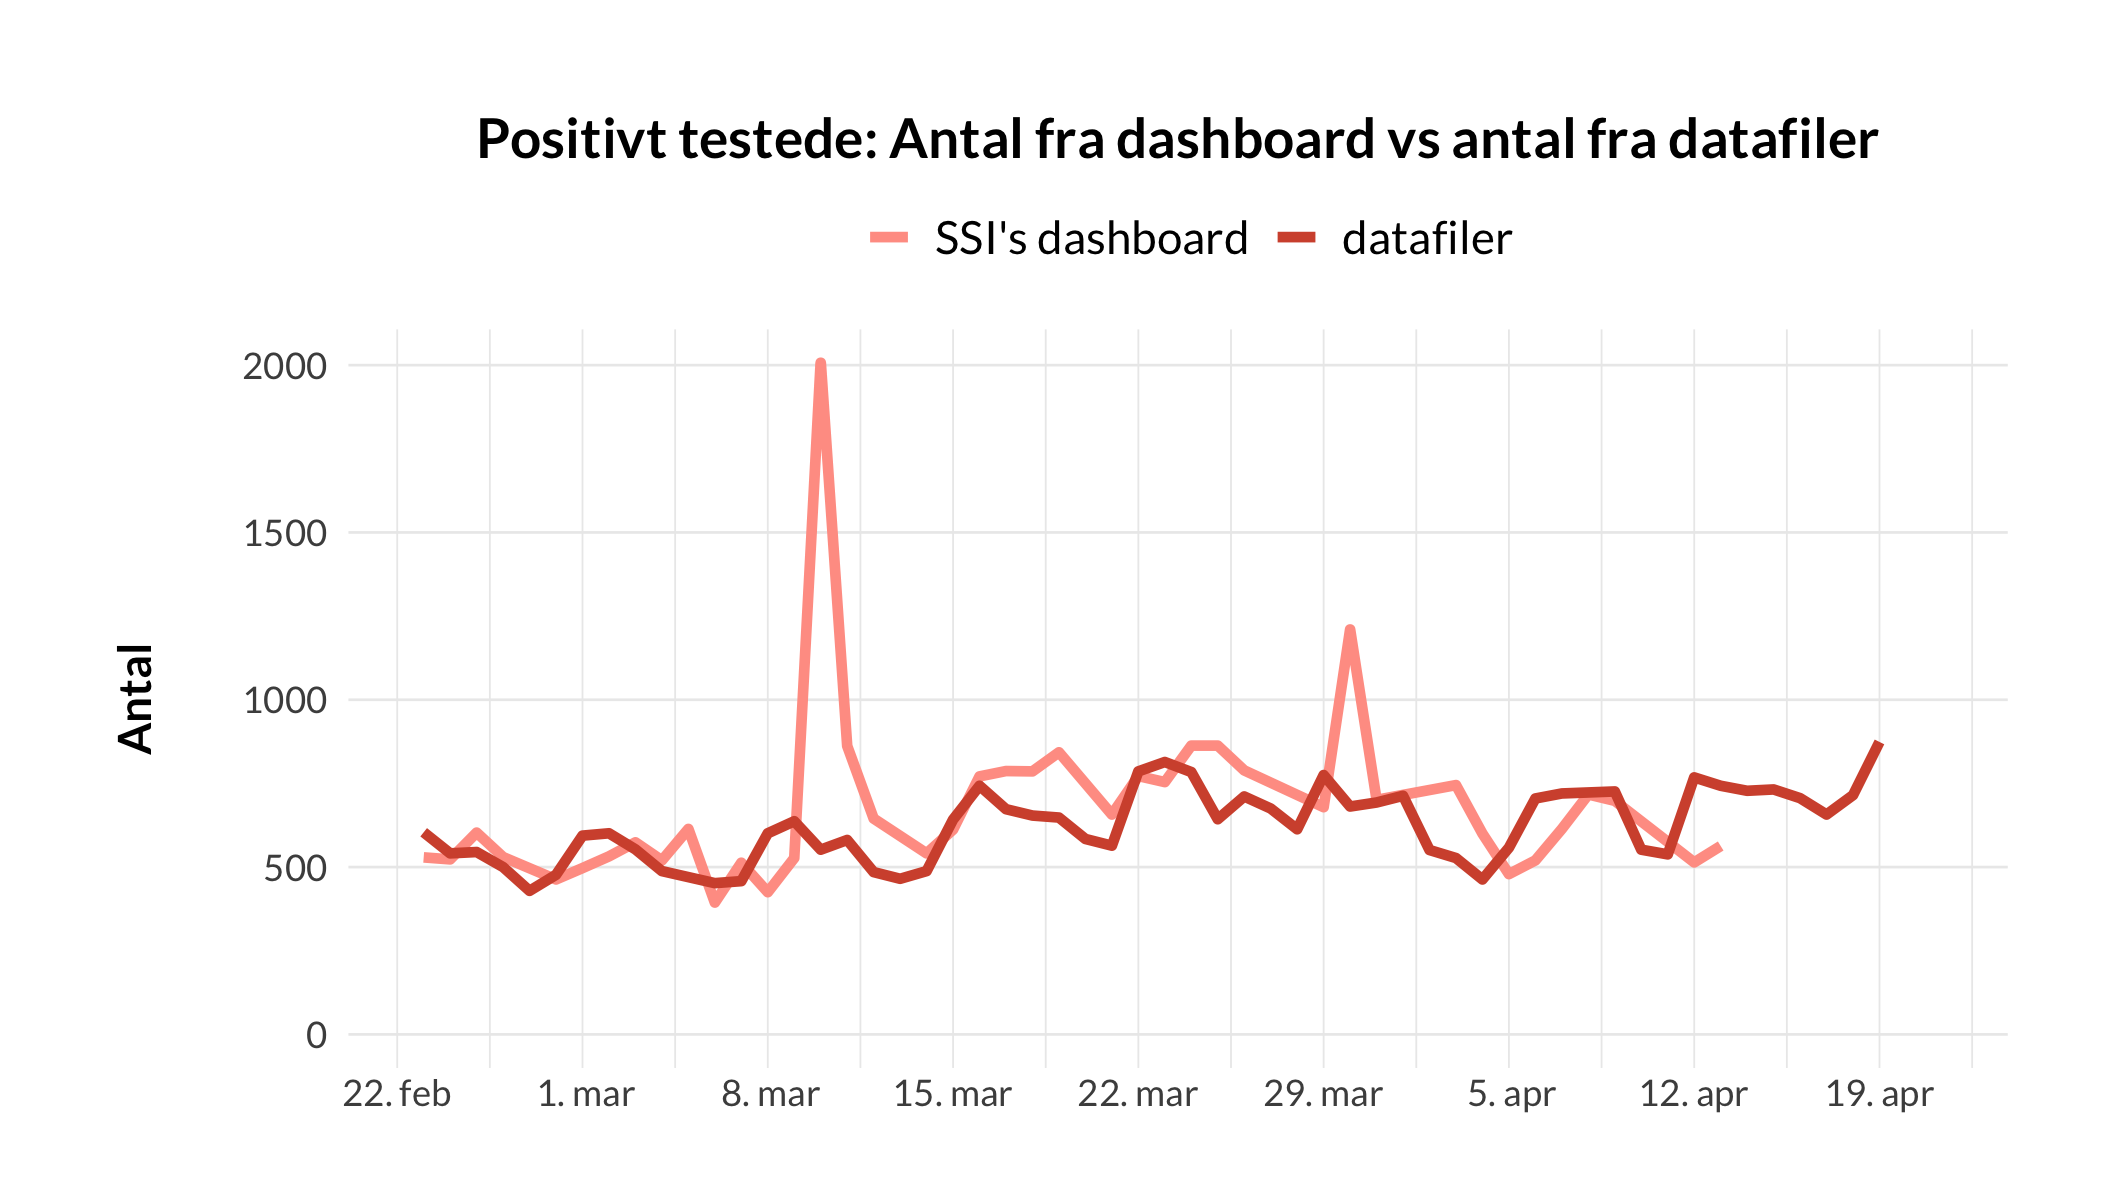 Positivt testede: Antal fra dashboard vs antal fra datafiler
SSI's dashboard datafiler
Antal
2000
1500
1000
500
0
22. feb 1. mar 8. mar 15. mar 22. mar 29. mar 5. apr 12. apr 19. apr